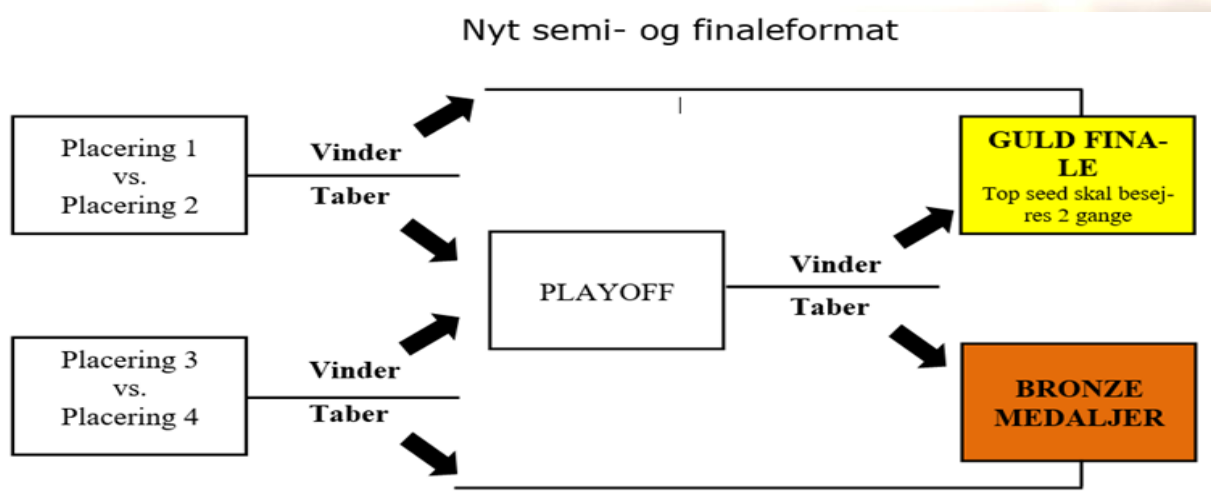 Nyt semi- og finaleformat
Placering 1
vs.
Placering 2
Vinder
Taber
GULD FINA-
LE
Top seed skal besej-
res 2 gange
PLAYOFF
Vinder
Taber
Placering 3
vs.
Placering 4
Vinder
Taber
BRONZE
MEDALJER